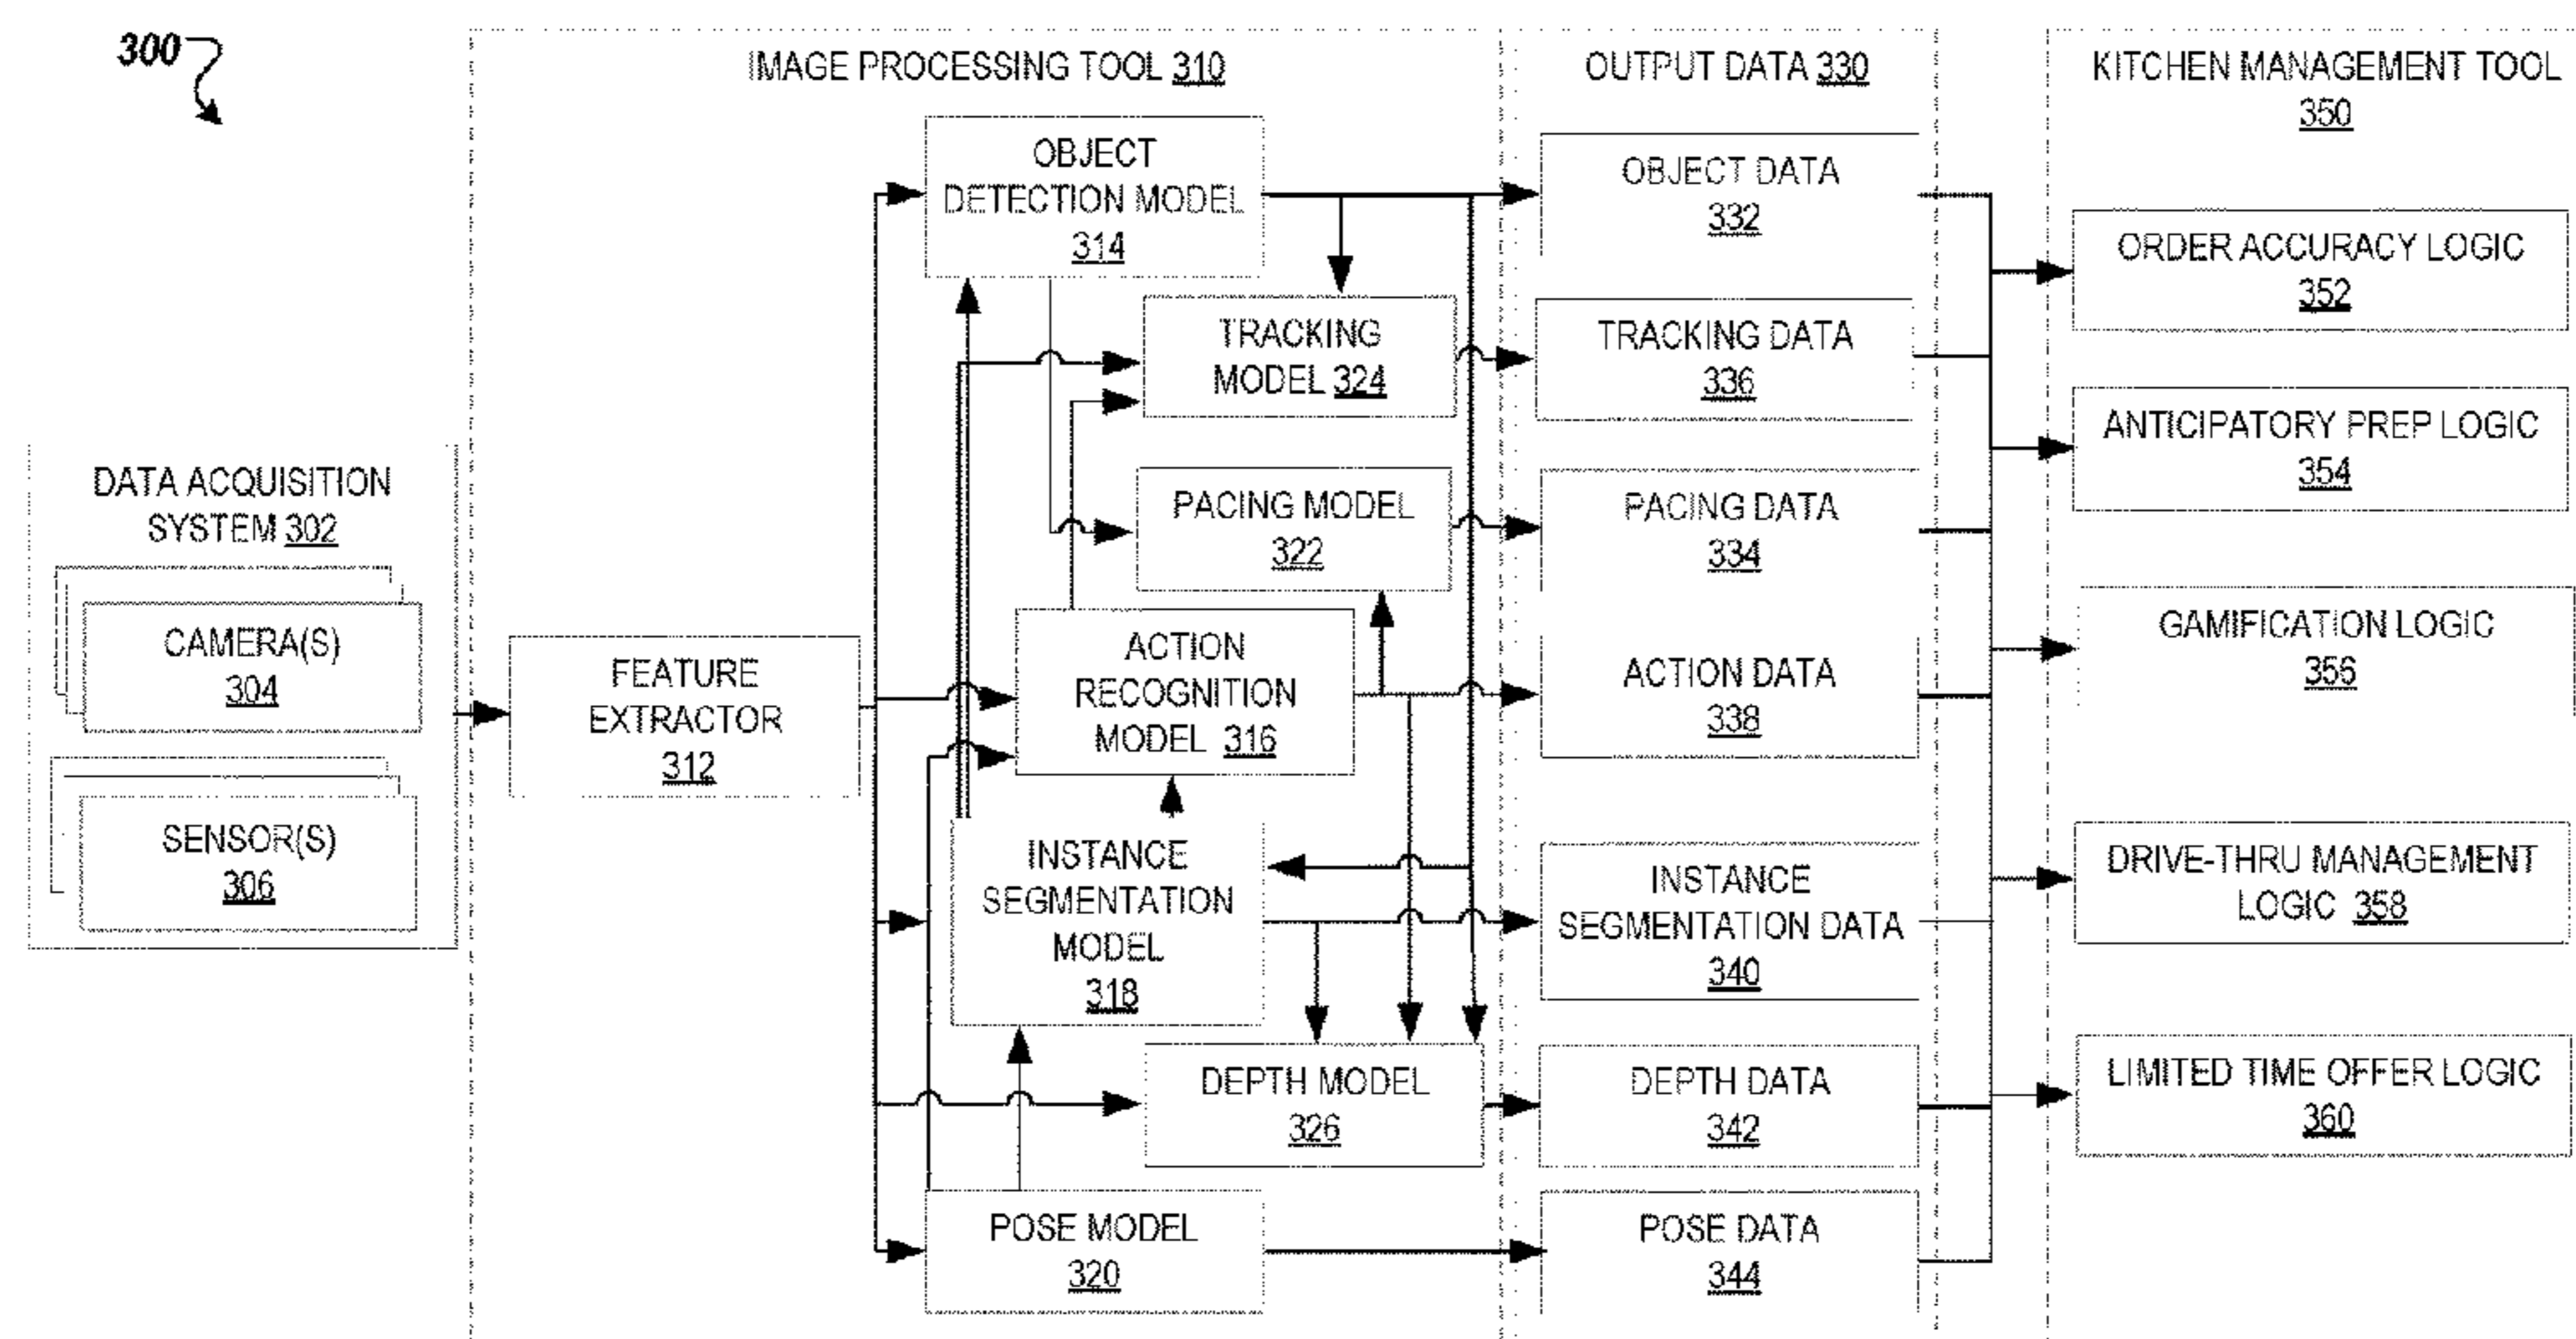 300
IMAGE PROCESSING TOOL 310
OUTPUT DATA 330
KITCHEN MANAGEMENT TOOL
350
DATA ACQUISITION
SYSTEM 302
CAMERA(S)
304
SENSOR(S)
306
FEATURE
EXTRACTOR
312
OBJECT
DETECTION MODEL
314
TRACKING
MODEL 324
PACING MODEL
322
ACTION
RECOGNITION
MODEL 316
INSTANCE
SEGMENTATION
MODEL
318
DEPTH MODEL
326
POSE MODEL
320
OBJECT DATA
332
TRACKING DATA
336
PACING DATA
334
ACTION DATA
338
INSTANCE
SEGMENTATION DATA
340
DEPTH DATA
342
POSE DATA
344
ORDER ACCURACY LOGIC
352
ANTICIPATORY PREP LOGIC
354
GAMIFICATION LOGIC
356
DRIVE-THRU MANAGEMENT
LOGIC 358
LIMITED TIME OFFER LOGIC
360